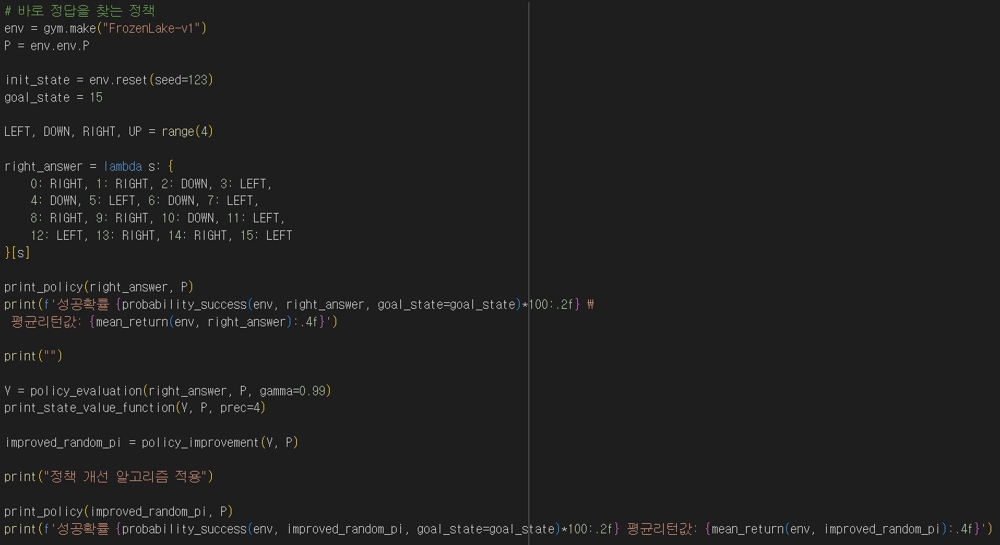 # 바로 정답을 찾는 정책
env = gym.make("FrozenLake-v1")
P = env.env.P
init_state = env.reset(seed=123)
goal_state = 15
LEFT, DOWN, RIGHT, UP = range(4)
right_answer = lambda s: {
    0: RIGHT, 1: RIGHT, 2: DOWN, 3: LEFT,
    4: DOWN, 5: LEFT, 6: DOWN, 7: LEFT,
    8: RIGHT, 9: RIGHT, 10: DOWN, 11: LEFT,
    12: LEFT, 13: RIGHT, 14: RIGHT, 15: LEFT
}[s]
print_policy(right_answer, P)
print(f'성공확률 {probability_success(env, right_answer, goal_state=goal_state)*100:.2f} ₩
 평균리턴값: {mean_return(env, right_answer):.4f}')
print("")
V = policy_evaluation(right_answer, P, gamma=0.99)
print_state_value_function(V, P, prec=4)
improved_random_pi = policy_improvement(V, P)
print("정책 개선 알고리즘 적용")
print_policy(improved_random_pi, P)
print(f'성공확률 {probability_success(env, improved_random_pi, goal_state=goal_state)*100:.2f} 평균리턴값: {mean_return(env, improved_random_pi):.4f}')